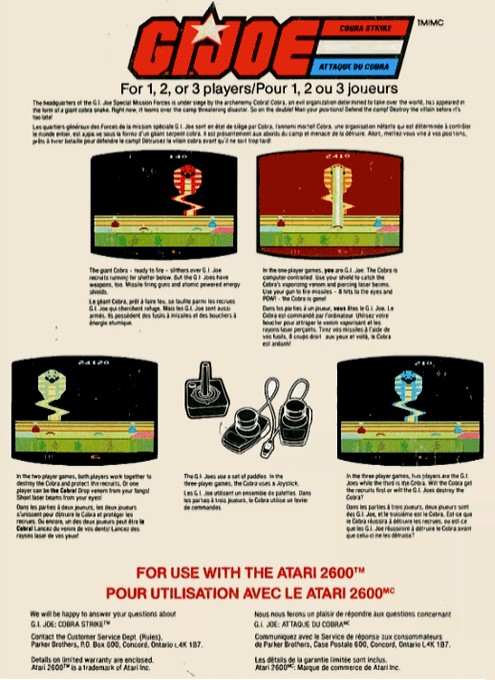 G.I.JOE
COBRA STRIKE
ATTAQUE DU COBRA
TM/MC
For 1, 2, or 3 players/Pour 1, 2 ou 3 joueurs
The headquarters of the G.I. Joe Special Mission Forces is under siege by the archenemy Cobra! Cobra, an evil organization determined to take over the world, has appeared in
the form of a giant cobra snake. Right now, it towers over the camp threatening disaster. So on the double! Man your positions! Defend the camp! Destroy the villain before it's
too late!
Les quartiers-généraux des Forces de la mission spéciale G.I. Joe sont en état de siège par Cobra, l'ennemi mortel! Cobra, une organisation néfaste qui est déterminée à contrôler
le monde entier, est apparue sous la forme d'un géant serpent cobra. Il est présentement aux abords du camp et menace de le détruire. Alors, mettez-vous vite à vos positions,
prêts à livrer bataille pour défendre le camp! Détruisez le vilain cobra avant qu'il ne soit trop tard!
140
2410
The giant Cobra - ready to fire - slithers over G.I. Joe
recruits running for shelter below. But the G.I. Joes have
weapons, too. Missile firing guns and atomic powered energy
shields.
Le géant Cobra, prêt à faire feu, se faufile parmi les recrues
G.I. Joe qui cherchent refuge. Mais les G.I. Joe sont aussi
armés. Ils possèdent des fusils à missiles et des boucliers à
énergie atomique.
In the one-player games, you are G.I. Joe. The Cobra is
computer controlled. Use your shield to catch the
Cobra's vaporizing venom and piercing laser beams.
Use your gun to fire missiles - 8 hits to the eyes and
POW! - the Cobra is gone!
Dans les parties à un joueur, vous êtes le G.I. Joe. Le
Cobra est commandé par l'ordinateur. Utilisez votre
bouclier pour attraper le venim vaporisant et les
rayons laser perçants. Tirez vos missiles à l'aide de
vos fusils, 8 coups droit aux yeux et voilà, le Cobra
est anéanti!
24120
210
In the two-player games, both players work together to
destroy the Cobra and protect the recruits. Or one
player can be the Cobra! Drop venom from your fangs!
Shoot laser beams from your eyes!
Dans les parties à deux joueurs, les deux joueurs
s'unissent pour détruire le Cobra et protéger les
recrues. Ou encore, un des deux joueurs peut être le
Cobra! Lancez du venim de vos dents! Lancez des
rayons laser de vos yeux!
The G.I. Joes use a set of paddles. In the
three-player games, the Cobra uses a Joystick.
Les G.I. Joe utilisent un ensemble de palettes. Dans
les parties à trois joueurs, le Cobra utilise un levier
de commandes.
In the three-player games, two players are the G.I.
Joes while the third is the Cobra. Will the Cobra get
the recruits first or will the G.I. Joes destroy the
Cobra?
Dans les parties à trois joueurs, deux joueurs sont
des G.I. Joe, et le troisième est le Cobra. Est-ce que
le Cobra réussira à détruire les recrues, ou est-ce
que les G.I. Joe réussiront à détruire le Cobra avant
que celui-ci ne les détruise?
FOR USE WITH THE ATARI 2600™
POUR UTILISATION AVEC LE ATARI 2600MC
We will be happy to answer your questions about
G.I. JOE: COBRA STRIKE™
Contact the Customer Service Dept. (Rules),
Parker Brothers, P.O. Box 600, Concord, Ontario L4K 1B7.
Details on limited warranty are enclosed.
Atari 2600™ is a trademark of Atari Inc.
Nous nous ferons un plaisir de répondre aux questions concernant
G.I. JOE: ATTAQUE DU COBRAMC
Communiquez avec le Service de réponse aux consommateurs
de Parker Brothers, Case Postale 600, Concord, Ontario L4K 1B7.
Les détails de la garantie limitée sont inclus.
Atari 2600MC: Marque de commerce de Atari Inc.